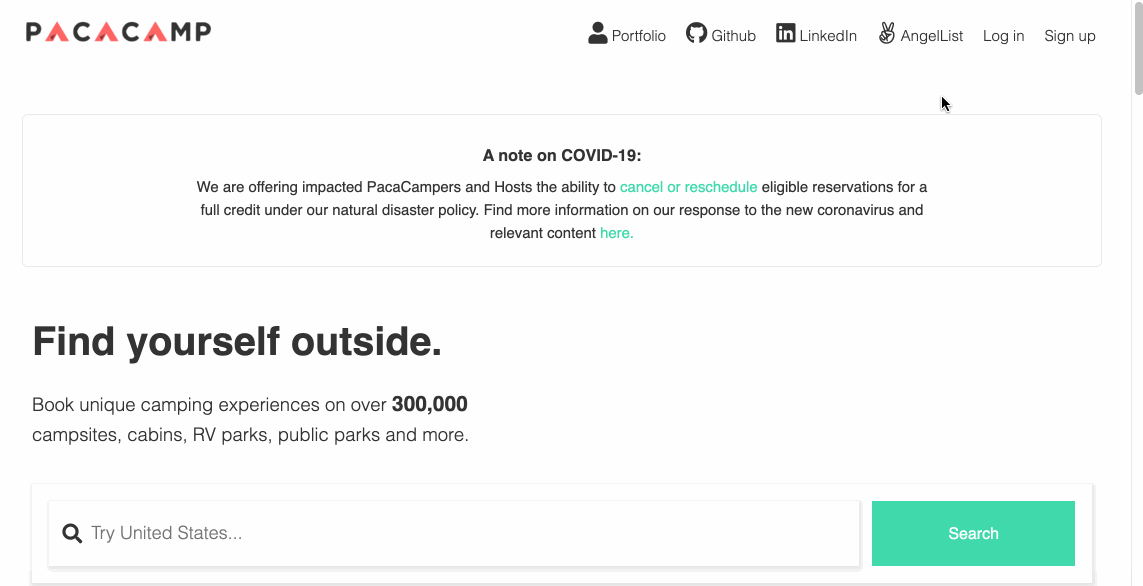 PACACAMP
Portfolio Github LinkedIn AngelList Log in Sign up
A note on COVID-19:
We are offering impacted PacaCampers and Hosts the ability to cancel or reschedule eligible reservations for a
full credit under our natural disaster policy. Find more information on our response to the new coronavirus and
relevant content here.
Find yourself outside.
Book unique camping experiences on over 300,000
campsites, cabins, RV parks, public parks and more.
Try United States... Search